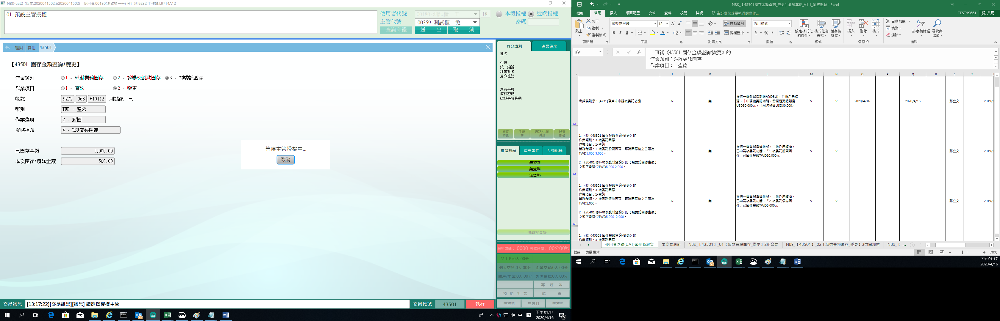 NBS-uat2 (版本:2020041502.b2020041502) 使用者:00180(測試櫃一壬) 分行別:9232 工作站:L9714A12
01-預設主管授權
使用者代號 00180-測試櫃一壬 18 本機授權 遠端授權
主管代號 00359-測試櫃一兔 密碼
查詢印鑑 送 出 取 消
理財 其他 43501
【43501 圈存金額查詢/變更】
作業類別 1 - 理財業務圈存 2 - 證券交割款圈存 3 - 複委託圈存
作業項目 1 - 查詢 2 - 變更
帳號 9232 968 610112 測試顏一己
幣別 TWD - 臺幣
作業選項 2 - 解圈
業務種類 4 - OSU債券圈存
已圈存金額 1,000.00
本次圈存/解除金額 500.00
等待主管授權中...
取消
身分識別 產品往來
姓名
生日
統一編號
理專姓名
身分註記
注意事項
簡訊密碼
近期事故異動
顧客資訊 手續費 通路/共同行銷 顧客影像
推薦商品 重要事件 互動記錄
無資料
無資料
無資料
一般轉介登錄
服務號碼： 0000 等候時間： 00分00秒
ＶＩＰ:0人 00分
個人交易:0人 00分 企業交易:0人 00分
開戶/申請:0人 00分 外匯業務:0人 00分
再 呼 叫
預 約 叫 號 結 束
無資料 無資料 無資料
交易訊息 [13:17:22][交易訊息][訊息] 請選擇授權主管 交易代號 43501 執行
中
下午 01:17
2020/4/16
5
NBS_【43501圈存金額查詢_變更】測試案例_V1.1_測資盤點 - Excel
檔案 常用 插入 版面配置 公式 資料 校閱 檢視 告訴我您想要執行的動作... TEST19661 共用
貼上 剪下 複製 複製格式
微軟正黑體 12 B I U
自動換列 跨欄置中
通用格式 $ %
設定格式化的條件 格式化為表格 儲存格樣式
插入 刪除 格式
自動加總 填滿 清除 排序與篩選 尋找與選取
剪貼簿 字型 對齊方式 數值 樣式 儲存格 編輯
I64 fx 1. 可從《43501 圈存金額查詢/變更》的
作業類別：3-複委託圈存
作業項目：1-查詢
I J K L M N O P Q R S T U
61 出錯誤訊息：[4731]存戶未申請複委託功能 N 無 提供一個外幣活期帳號(DBU)，且帳戶未結清，未申請複委託功能，需有透支總額度USD50,000元，且現欠金額USD30,000元 V V 2020/4/16 2020/4/16 鄭立文 2019/1
1. 可從《43501 圈存金額查詢/變更》的
作業類別：3-複委託圈存
作業項目：1-查詢
業務種類：1-複委託股票圈存，確認圈存後之金額為
TWD5,000 3,000。
2. 《20401 存戶帳號資料查詢》的【複委託圈存金額】
之數字會減少TWD5,000 2,000。
64 N 無 提供一個台幣活儲帳號，且帳戶未結清，已申請複委託功能，「1-複委託股票圈存」已圈存金額TWD10,000元 V V 鄭立文 2019/1
1. 可從《43501 圈存金額查詢/變更》的
作業類別：3-複委託圈存
作業項目：1-查詢
業務種類：2-複委託債券圈存，確認圈存後之金額為
TWD1,000。
2. 《20401 存戶帳號資料查詢》的【複委託圈存金額】
之數字會減少TWD5,000 2,000。
65 N 無 提供一個台幣活儲帳號，且帳戶未結清，已申請複委託功能，「2-複委託債券圈存」已圈存金額TWD6,000元 V V 鄭立文 2019/1
1. 可從《43501 圈存金額查詢/變更》的
作業類別：3-複委託圈存
使用者測試(UAT)案例＆報告 本交易統計 NBS_【43501】_01【理財業務圈存_變更】2組合式 NBS_【43501】_02【理財業務圈存_變更】3財富理財 NBS_【 ...
就緒 篩選模式 70%
下午 01:17
2020/4/16